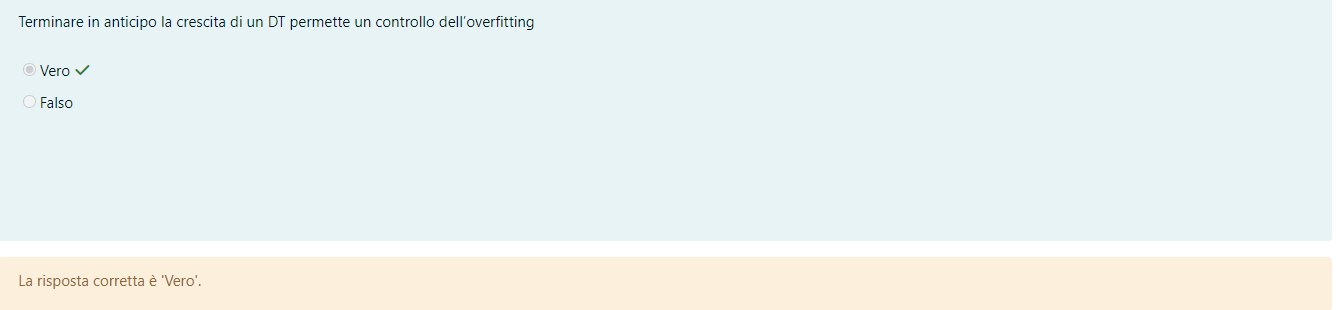 Terminare in anticipo la crescita di un DT permette un controllo dell'overfitting
Vero
Falso
La risposta corretta è 'Vero'.